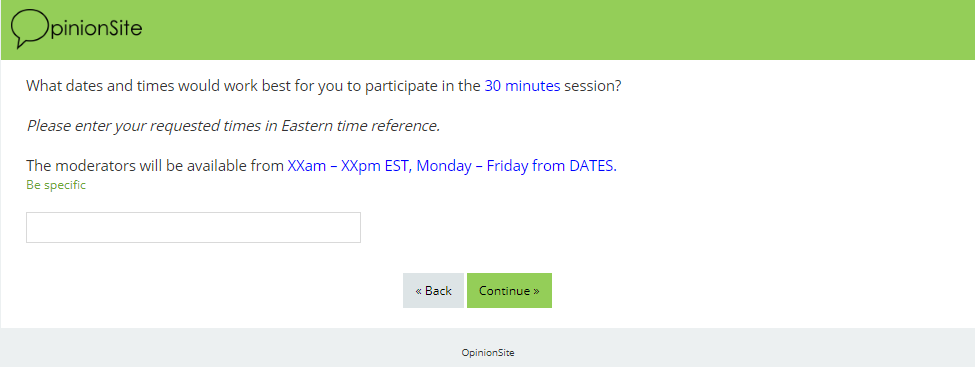 OpinionSite
What dates and times would work best for you to participate in the 30 minutes session?
Please enter your requested times in Eastern time reference.
The moderators will be available from XXam – XXpm EST, Monday – Friday from DATES.
Be specific
« Back Continue »
OpinionSite